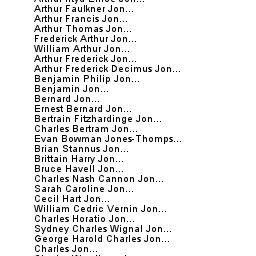 Arthur Faulkner Jon...
Arthur Francis Jon...
Arthur Thomas Jon...
Frederick Arthur Jon...
William Arthur Jon...
Arthur Frederick Jon...
Arthur Frederick Decimus Jon...
Benjamin Philip Jon...
Benjamin Jon...
Bernard Jon...
Ernest Bernard Jon...
Bertrain Fitzhardinge Jon...
Charles Bertram Jon...
Evan Bowman Jones-Thomps...
Brian Stannus Jon...
Brittain Harry Jon...
Bruce Havell Jon...
Charles Nash Cannon Jon...
Sarah Caroline Jon...
Cecil Hart Jon...
William Cedric Vernin Jon...
Charles Horatio Jon...
Sydney Charles Wignal Jon...
George Harold Charles Jon...
Charles Jon...